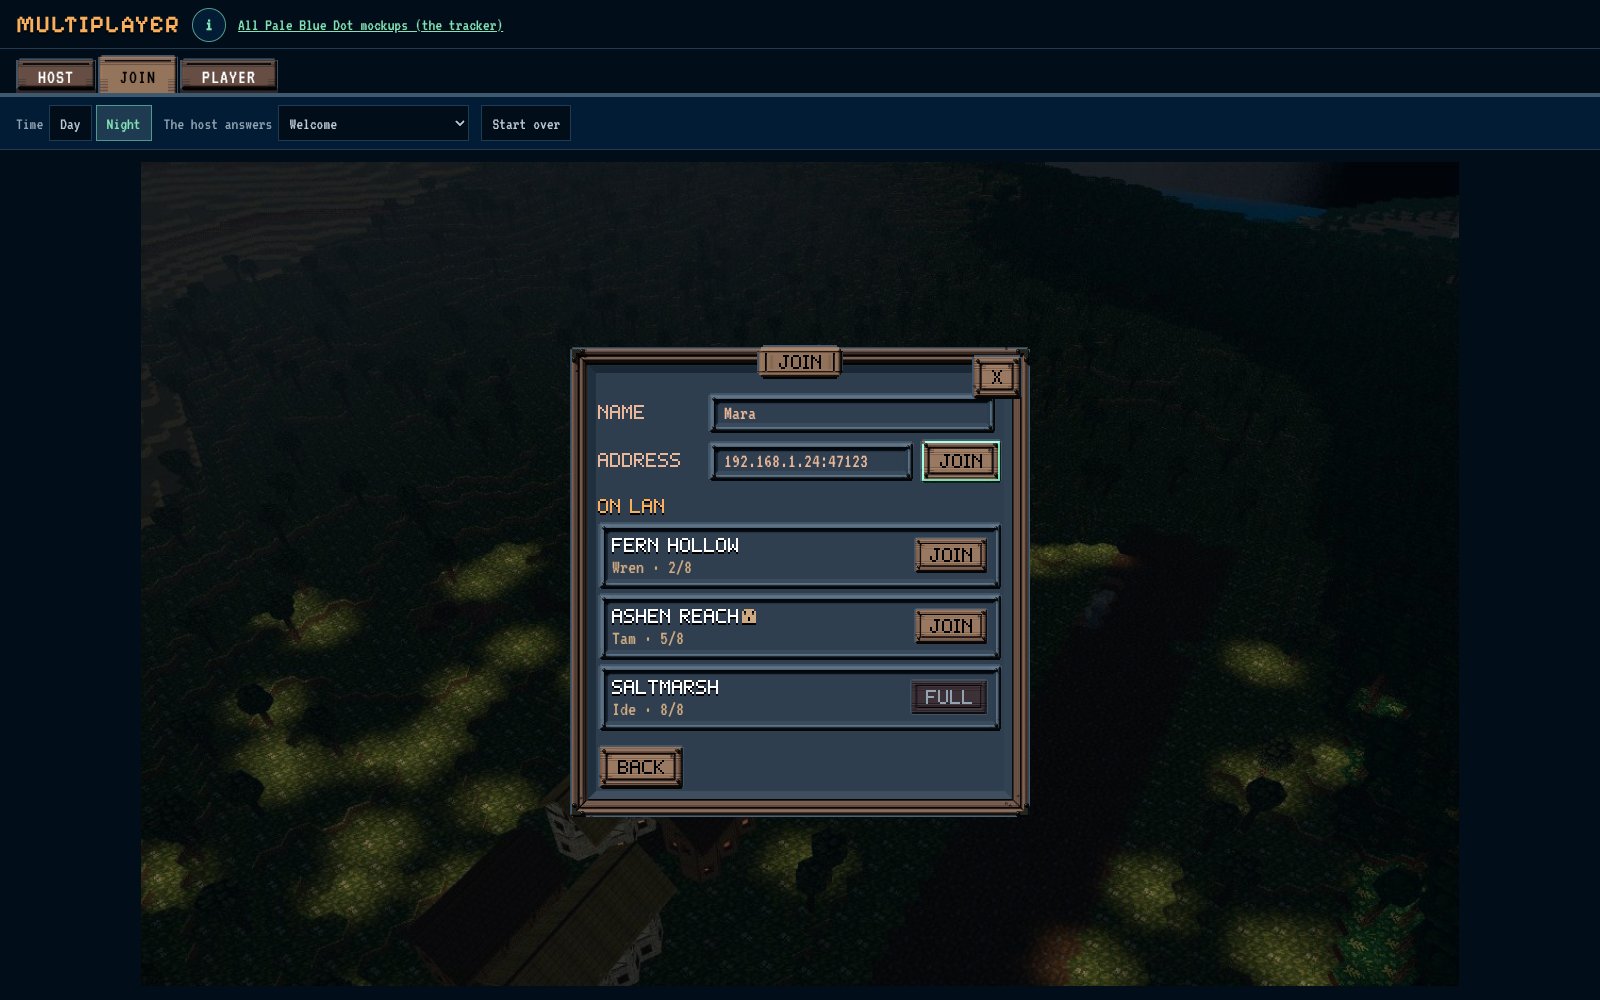 MULTIPLAYER i All Pale Blue Dot mockups (the tracker)
HOST JOIN PLAYER
Time Day Night The host answers Welcome Start over
JOIN
X
NAME Mara
ADDRESS 192.168.1.24:47123 JOIN
ON LAN
FERN HOLLOW
Wren · 2/8
JOIN
ASHEN REACH
Tam · 5/8
JOIN
SALTMARSH
Ide · 8/8
FULL
BACK